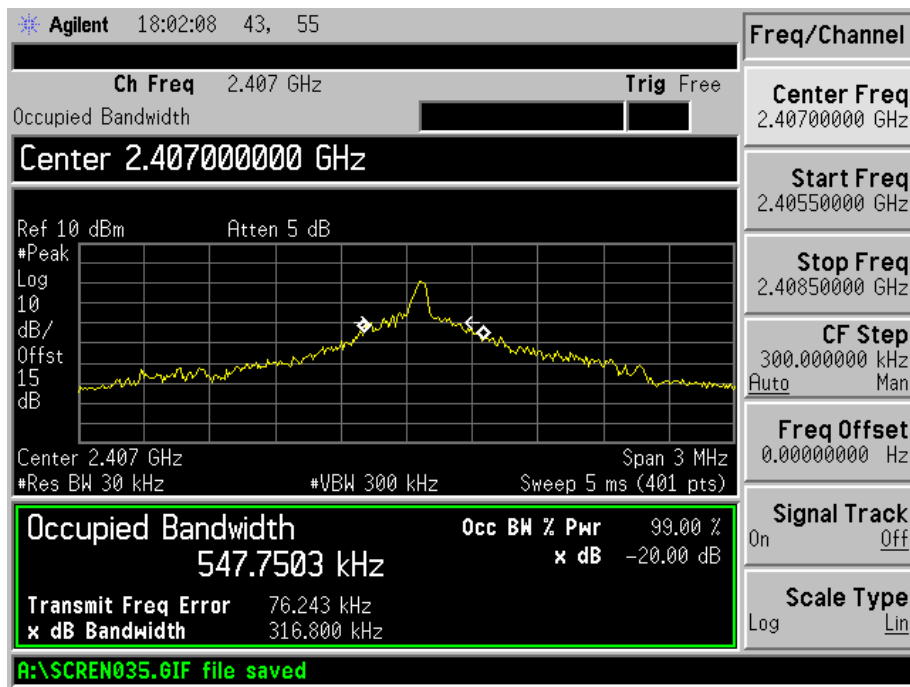 Agilent 18:02:08 43, 55
Freq/Channel
Ch Freq 2.407 GHz Trig Free
Occupied Bandwidth
Center 2.407000000 GHz
Ref 10 dBm Atten 5 dB
#Peak
Log
10
dB/
Offst
15
dB
Center 2.407 GHz Span 3 MHz
#Res BW 30 kHz #VBW 300 kHz Sweep 5 ms (401 pts)
Occupied Bandwidth
547.7503 kHz
Occ BW % Pwr 99.00 %
x dB -20.00 dB
Transmit Freq Error 76.243 kHz
x dB Bandwidth 316.800 kHz
A:\SCREN035.GIF file saved
Center Freq
2.40700000 GHz
Start Freq
2.40550000 GHz
Stop Freq
2.40850000 GHz
CF Step
300.000000 kHz
Auto Man
Freq Offset
0.00000000 Hz
Signal Track
On Off
Scale Type
Log Lin